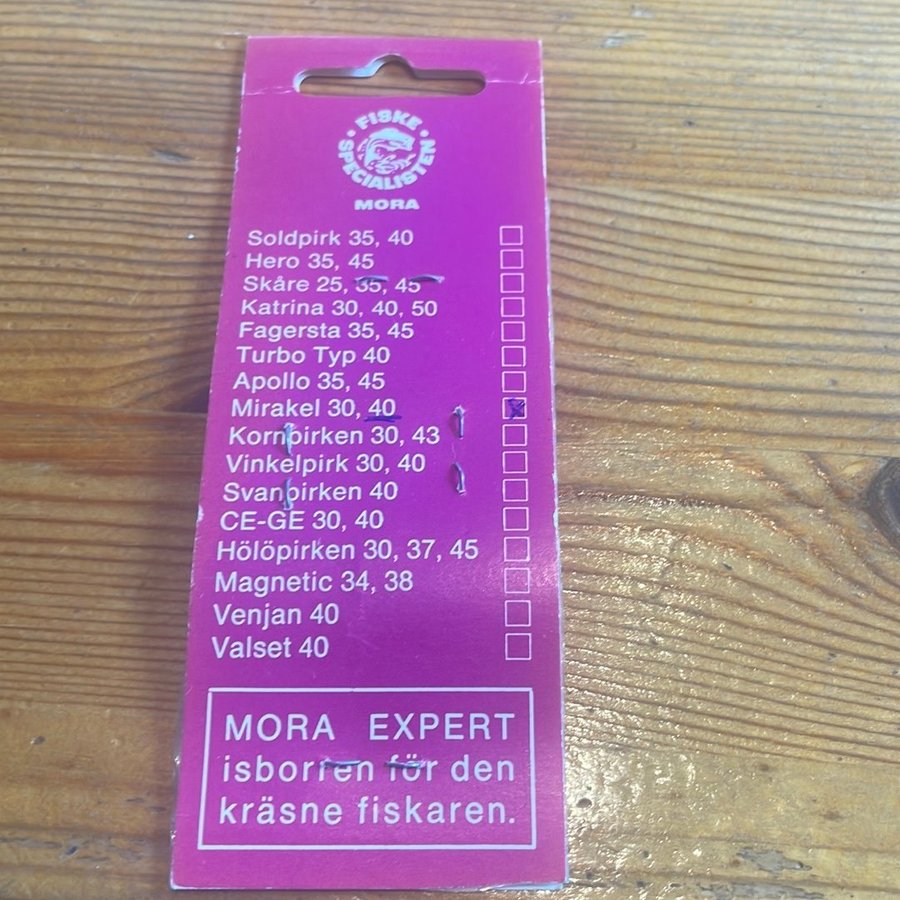 FISKE
SPECIALISTEN
MORA
Soldpirk 35, 40
Hero 35, 45
Skåre 25, 35, 45
Katrina 30, 40, 50
Fagersta 35, 45
Turbo Typ 40
Apollo 35, 45
Mirakel 30, 40
Kornpirken 30, 43
Vinkelpirk 30, 40
Svanpirken 40
CE-GE 30, 40
Hölöpirken 30, 37, 45
Magnetic 34, 38
Venjan 40
Valset 40
MORA EXPERT
isborren för den
kräsne fiskaren.